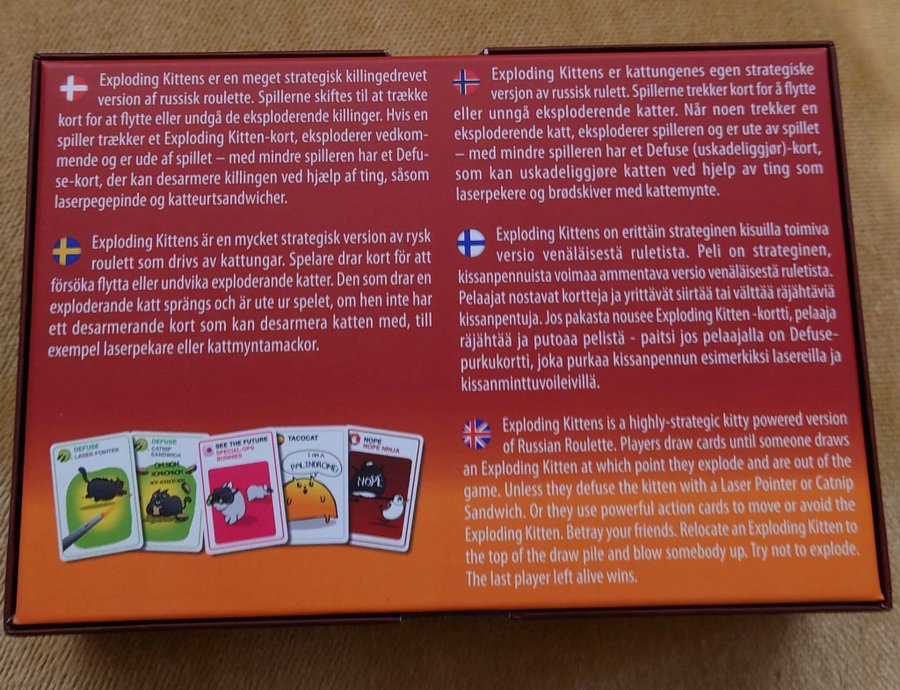 Exploding Kittens er en meget strategisk killingedrevet
version af russisk roulette. Spillerne skiftes til at trække
kort for at flytte eller undgå de eksploderende killinger. Hvis en
spiller trækker et Exploding Kitten-kort, eksploderer vedkom-
mende og er ude af spillet – med mindre spilleren har et Defu-
se-kort, der kan desarmere killingen ved hjælp af ting, såsom
laserpegepinde og katteurtsandwicher.
Exploding Kittens är en mycket strategisk version av rysk
roulett som drivs av kattungar. Spelare drar kort för att
försöka flytta eller undvika exploderande katter. Den som drar en
exploderande katt sprängs och är ute ur spelet, om hen inte har
ett desarmerande kort som kan desarmera katten med, till
exempel laserpekare eller kattmyntamackor.
DEFUSE
LASER POINTER
DEFUSE
CATNIP
SANDWICH
OM NOM
NOMNOMNOM
NOM NOM
SEE THE FUTURE
SPECIAL-OPS
BUNNIES
TACOCAT
I AM A
PALINDROME
NOPE
NOPE NINJA
NOPE
Exploding Kittens er kattungenes egen strategiske
versjon av russisk rulett. Spillerne trekker kort for å flytte
eller unngå eksploderende katter. Når noen trekker en
eksploderende katt, eksploderer spilleren og er ute av spillet
– med mindre spilleren har et Defuse (uskadeliggjør)-kort,
som kan uskadeliggjøre katten ved hjelp av ting som
laserpekere og brødskiver med kattemynte.
Exploding Kittens on erittäin strateginen kisuilla toimiva
versio venäläisestä ruletista. Peli on strateginen,
kissanpennuista voimaa ammentava versio venäläisestä ruletista.
Pelaajat nostavat kortteja ja yrittävät siirtää tai välttää räjähtäviä
kissanpentuja. Jos pakasta nousee Exploding Kitten -kortti, pelaaja
räjähtää ja putoaa pelistä - paitsi jos pelaajalla on Defuse-
purkukortti, joka purkaa kissanpennun esimerkiksi lasereilla ja
kissanminttuvoileivillä.
Exploding Kittens is a highly-strategic kitty powered version
of Russian Roulette. Players draw cards until someone draws
an Exploding Kitten at which point they explode and are out of the
game. Unless they defuse the kitten with a Laser Pointer or Catnip
Sandwich. Or they use powerful action cards to move or avoid the
Exploding Kitten. Betray your friends. Relocate an Exploding Kitten to
the top of the draw pile and blow somebody up. Try not to explode.
The last player left alive wins.